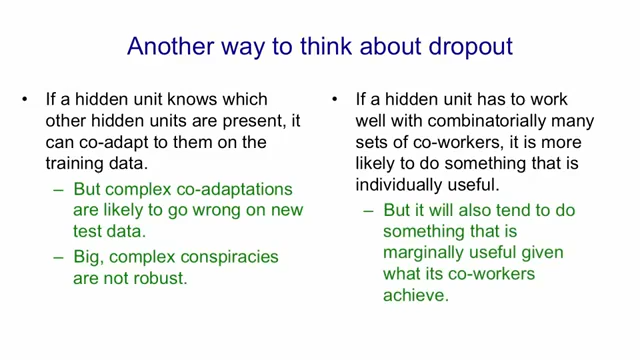 Another way to think about dropout
• If a hidden unit knows which
other hidden units are present, it
can co-adapt to them on the
training data.
– But complex co-adaptations
are likely to go wrong on new
test data.
– Big, complex conspiracies
are not robust.
• If a hidden unit has to work
well with combinatorially many
sets of co-workers, it is more
likely to do something that is
individually useful.
– But it will also tend to do
something that is
marginally useful given
what its co-workers
achieve.